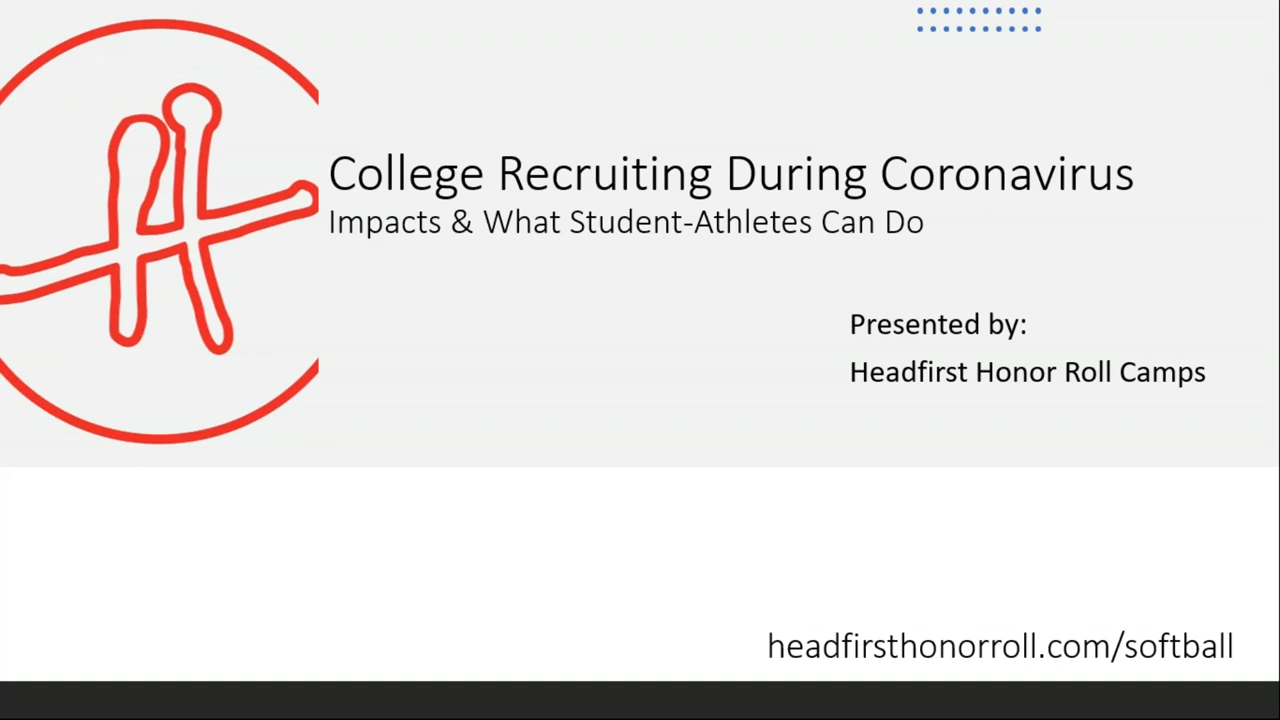 College Recruiting During Coronavirus
Impacts & What Student-Athletes Can Do
Presented by:
Headfirst Honor Roll Camps
headfirsthonorroll.com/softball